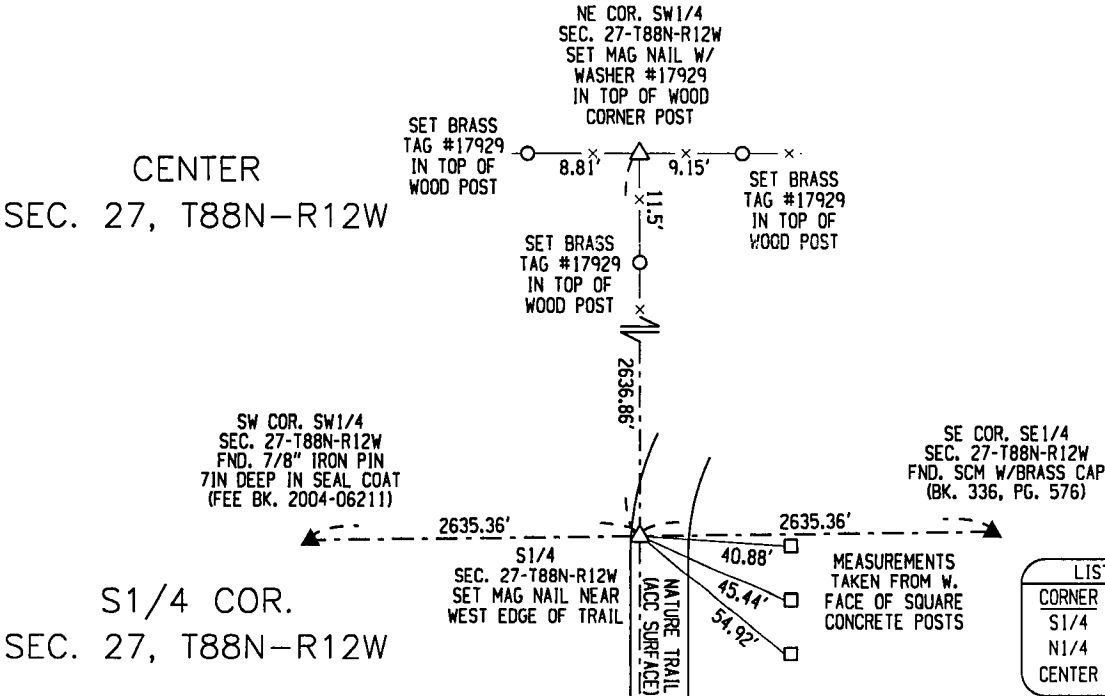 NE COR. SW1/4
SEC. 27-T88N-R12W
SET MAG NAIL W/
WASHER #17929
IN TOP OF WOOD
CORNER POST
SET BRASS
TAG #17929
IN TOP OF
WOOD POST
8.81'
9.15'
SET BRASS
TAG #17929
IN TOP OF
WOOD POST
11.5'
CENTER
SEC. 27, T88N-R12W
SET BRASS
TAG #17929
IN TOP OF
WOOD POST
2636.86'
SW COR. SW1/4
SEC. 27-T88N-R12W
FND. 7/8" IRON PIN
7IN DEEP IN SEAL COAT
(FEE BK. 2004-06211)
SE COR. SE1/4
SEC. 27-T88N-R12W
FND. SCM W/BRASS CAP
(BK. 336, PG. 576)
2635.36'
2635.36'
S1/4
SEC. 27-T88N-R12W
SET MAG NAIL NEAR
WEST EDGE OF TRAIL
40.88'
45.44'
54.92'
MEASUREMENTS
TAKEN FROM W.
FACE OF SQUARE
CONCRETE POSTS
NATURE TRAIL
(ACC SURFACE)
S1/4 COR.
SEC. 27, T88N-R12W
LIST
CORNER
S1/4
N1/4
CENTER